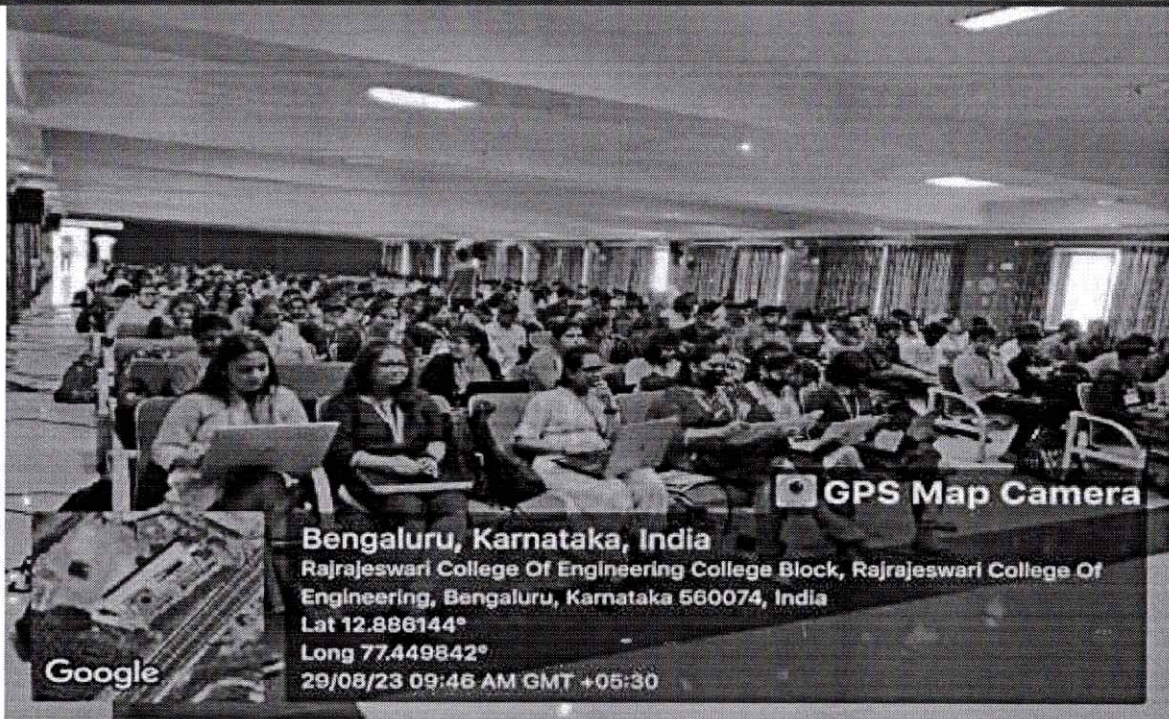 GPS Map Camera
Bengaluru, Karnataka, India
Rajrajeswari College Of Engineering College Block, Rajrajeswari College Of
Engineering, Bengaluru, Karnataka 560074, India
Lat 12.886144°
Long 77.449842°
29/08/23 09:46 AM GMT +05:30
Google